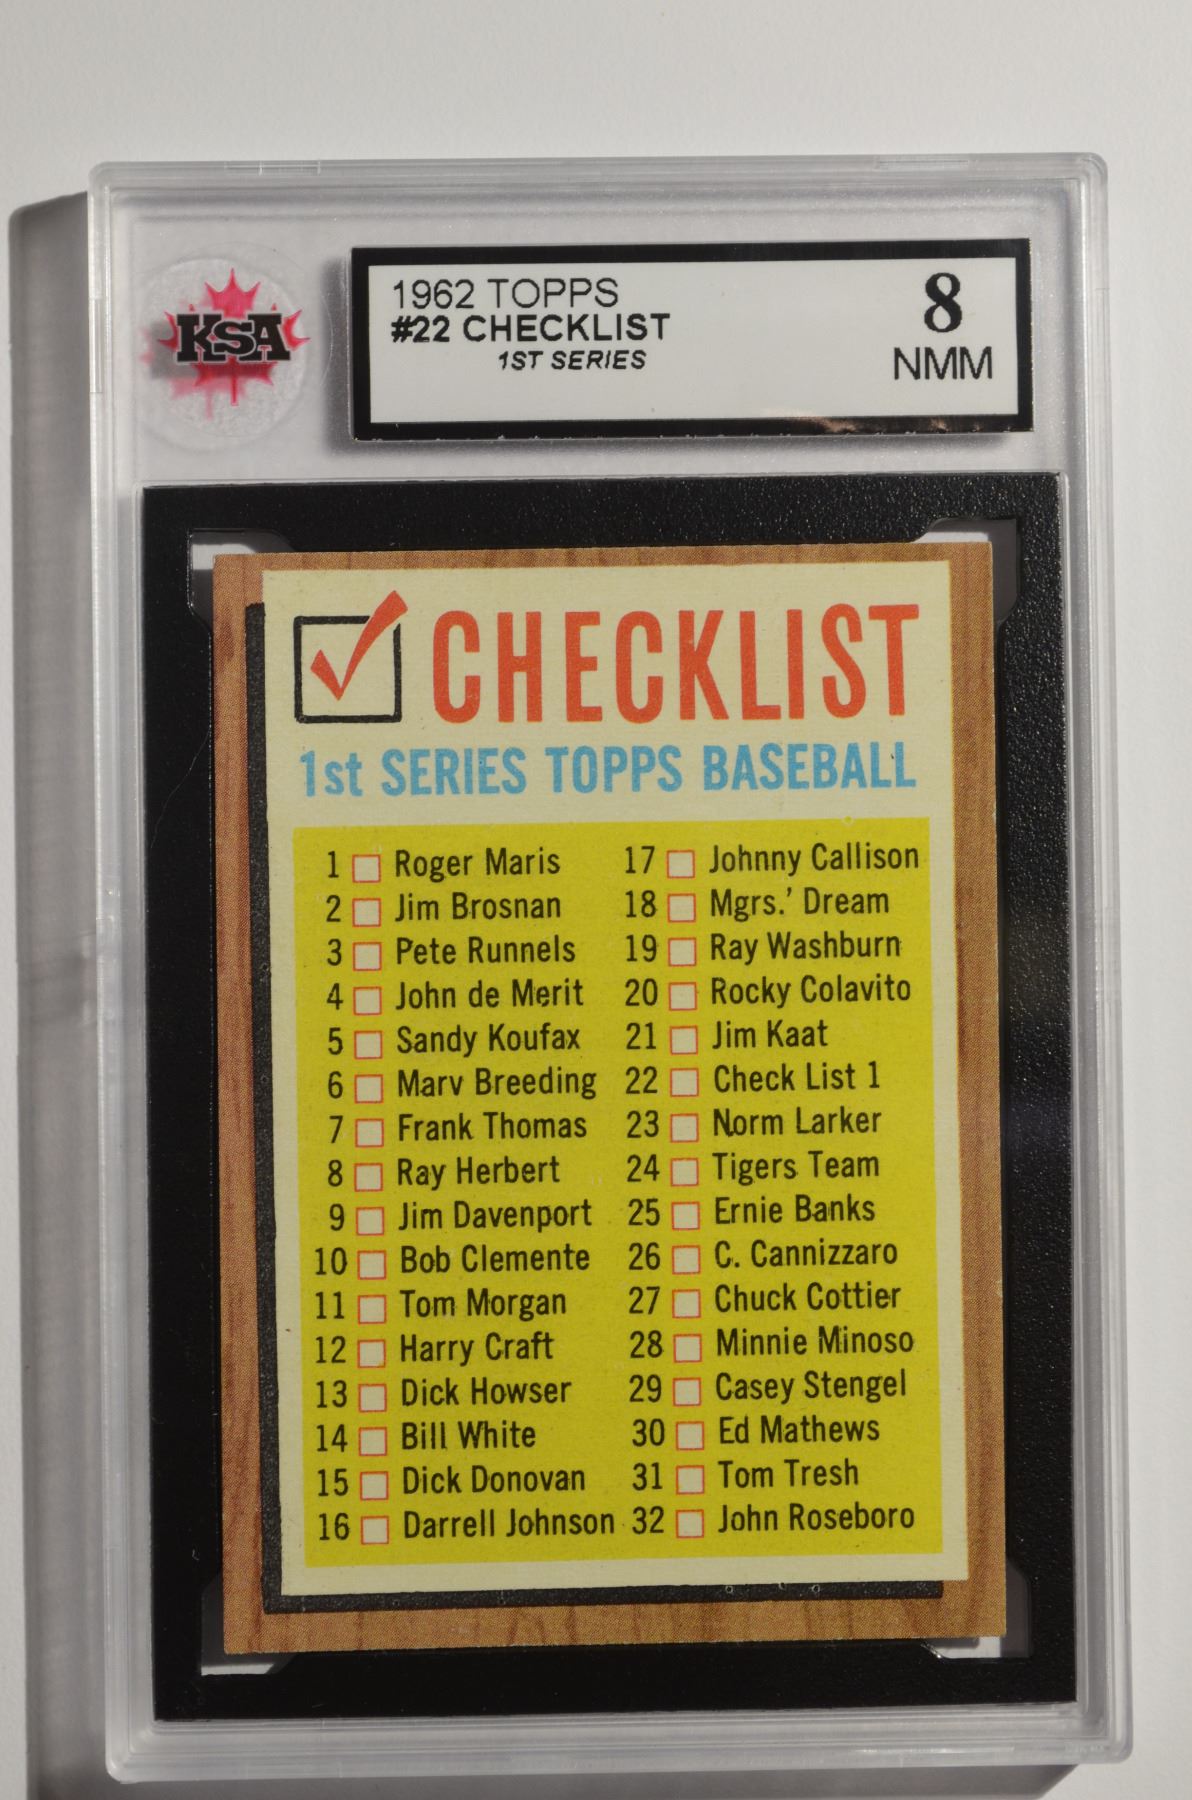 KSA
1962 TOPPS
#22 CHECKLIST
1ST SERIES
8
NMM
CHECKLIST
1st SERIES TOPPS BASEBALL
1 Roger Maris
2 Jim Brosnan
3 Pete Runnels
4 John de Merit
5 Sandy Koufax
6 Marv Breeding
7 Frank Thomas
8 Ray Herbert
9 Jim Davenport
10 Bob Clemente
11 Tom Morgan
12 Harry Craft
13 Dick Howser
14 Bill White
15 Dick Donovan
16 Darrell Johnson
17 Johnny Callison
18 Mgrs.' Dream
19 Ray Washburn
20 Rocky Colavito
21 Jim Kaat
22 Check List 1
23 Norm Larker
24 Tigers Team
25 Ernie Banks
26 C. Cannizzaro
27 Chuck Cottier
28 Minnie Minoso
29 Casey Stengel
30 Ed Mathews
31 Tom Tresh
32 John Roseboro